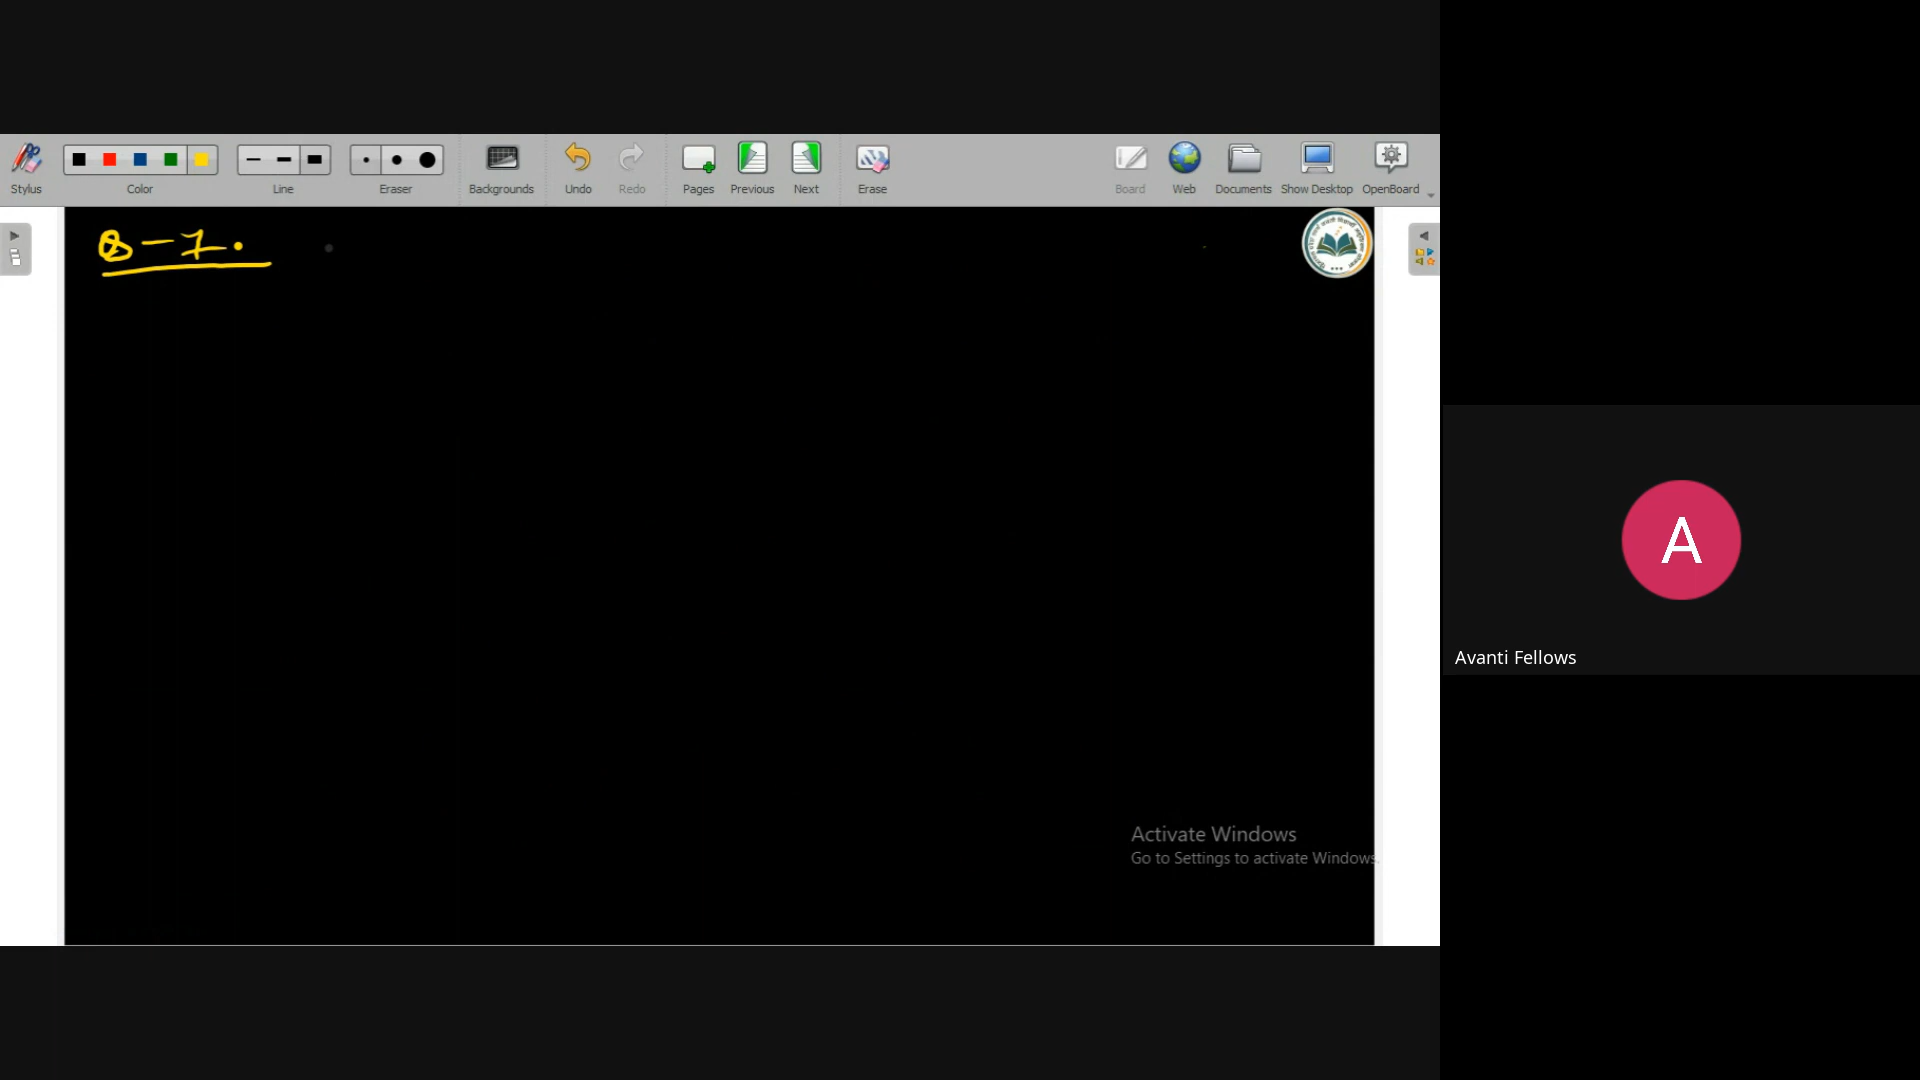 Stylus Color Line Eraser Backgrounds Undo Redo Pages Previous Next Erase Board Web Documents Show Desktop OpenBoard
Q-7.
Activate Windows
Go to Settings to activate Windows.
A
Avanti Fellows